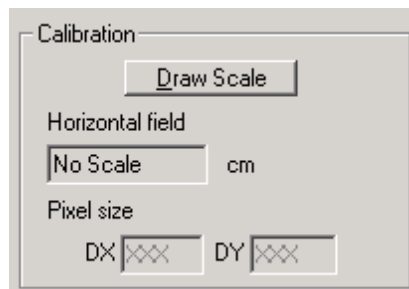 Calibration
Draw Scale
Horizontal field
No Scale cm
Pixel size
DX XXX DY XXX